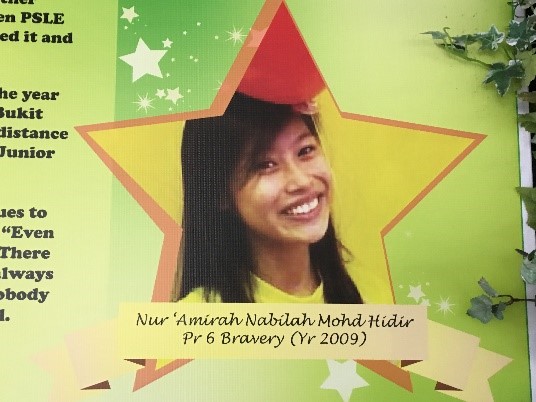 en PSLE
ed it and
he year
Bukit
distance
Junior
ues to
"Even
There
always
obody
Nur 'Amirah Nabilah Mohd Hidir
Pr 6 Bravery (Yr 2009)